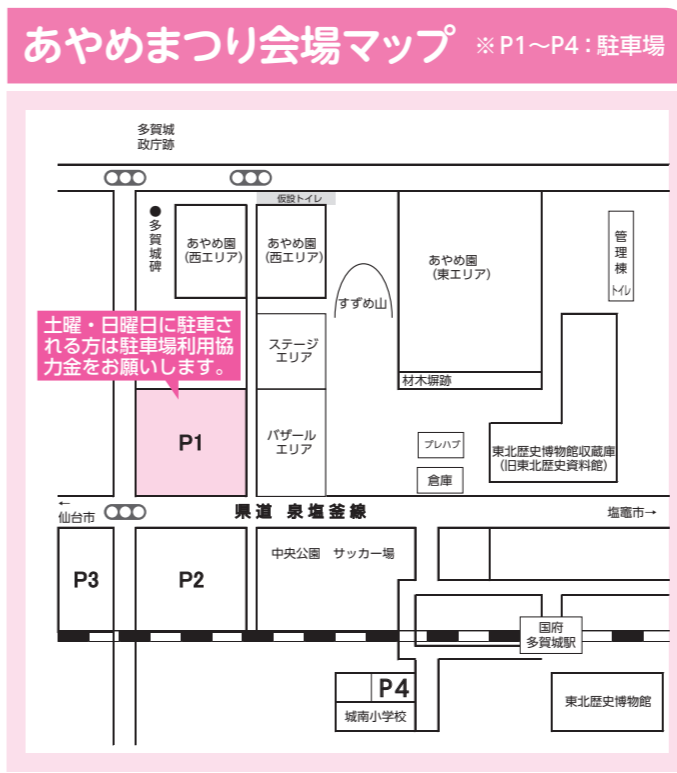 あやめまつり会場マップ ※P1～P4：駐車場
多賀城
政庁跡
仮設トイレ
●多賀城碑
あやめ園
(西エリア)
あやめ園
(西エリア)
すずめ山
あやめ園
(東エリア)
管理棟
トイレ
土曜・日曜日に駐車さ
れる方は駐車場利用協
力金をお願いします。
ステージ
エリア
材木塀跡
P1
バザール
エリア
プレハブ
倉庫
東北歴史博物館収蔵庫
(旧東北歴史資料館)
←
仙台市
県道 泉塩釜線
塩竈市→
P3
P2
中央公園 サッカー場
国府
多賀城駅
P4
城南小学校
東北歴史博物館